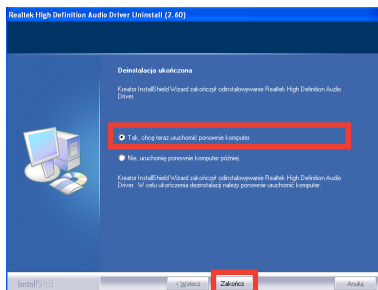 Realtek High Definition Audio Driver Uninstall (2.60)
Deinstalacja ukończona
Kreator InstallShield Wizard zakończył odinstalowywanie Realtek High Definition Audio
Driver.
Tak, chcę teraz uruchomić ponownie komputer.
Nie, uruchomię ponownie komputer później.
Kreator InstallShield Wizard zakończył odinstalowywanie Realtek High Definition Audio
Driver. W celu ukończenia dezinstalacji należy ponownie uruchomić komputer.
InstallShield
< Wstecz
Zakończ
Anuluj